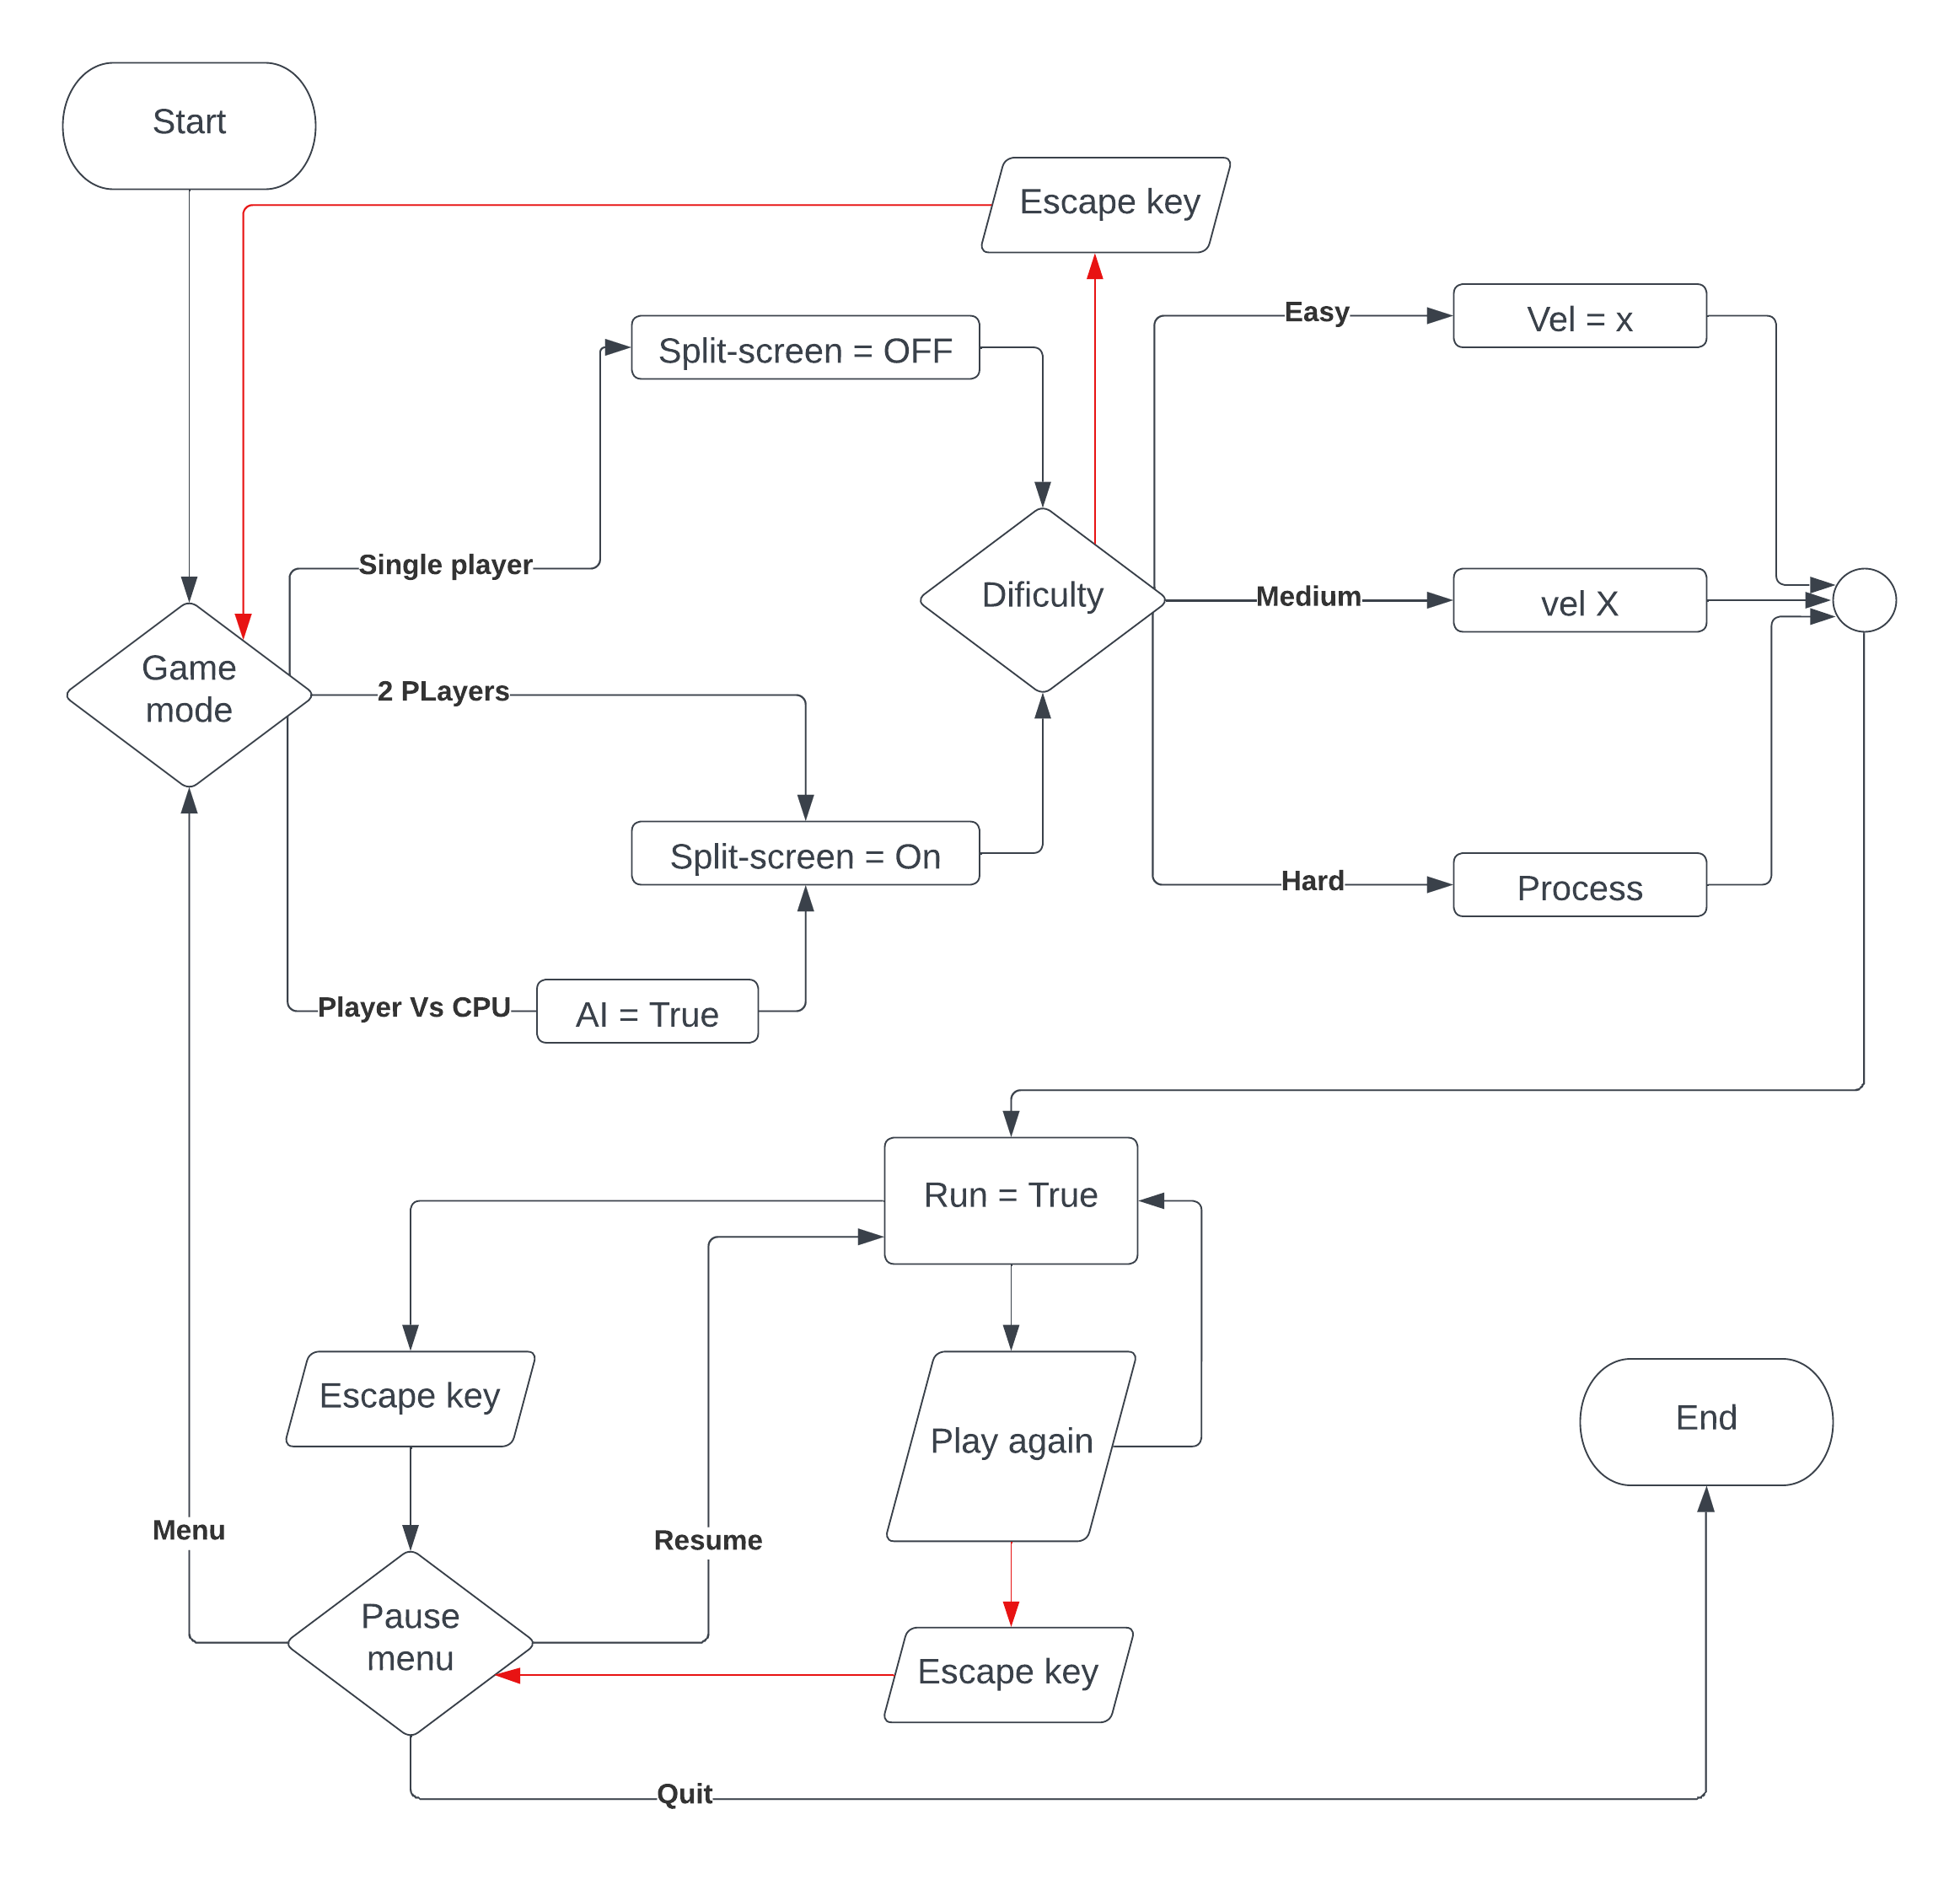 Start
Escape key
Easy
Vel = x
Split-screen = OFF
Single player
Dificulty
Medium
vel X
Game
mode
2 PLayers
Split-screen = On
Hard
Process
Player Vs CPU
AI = True
Run = True
Escape key
Play again
End
Menu
Resume
Pause
menu
Escape key
Quit